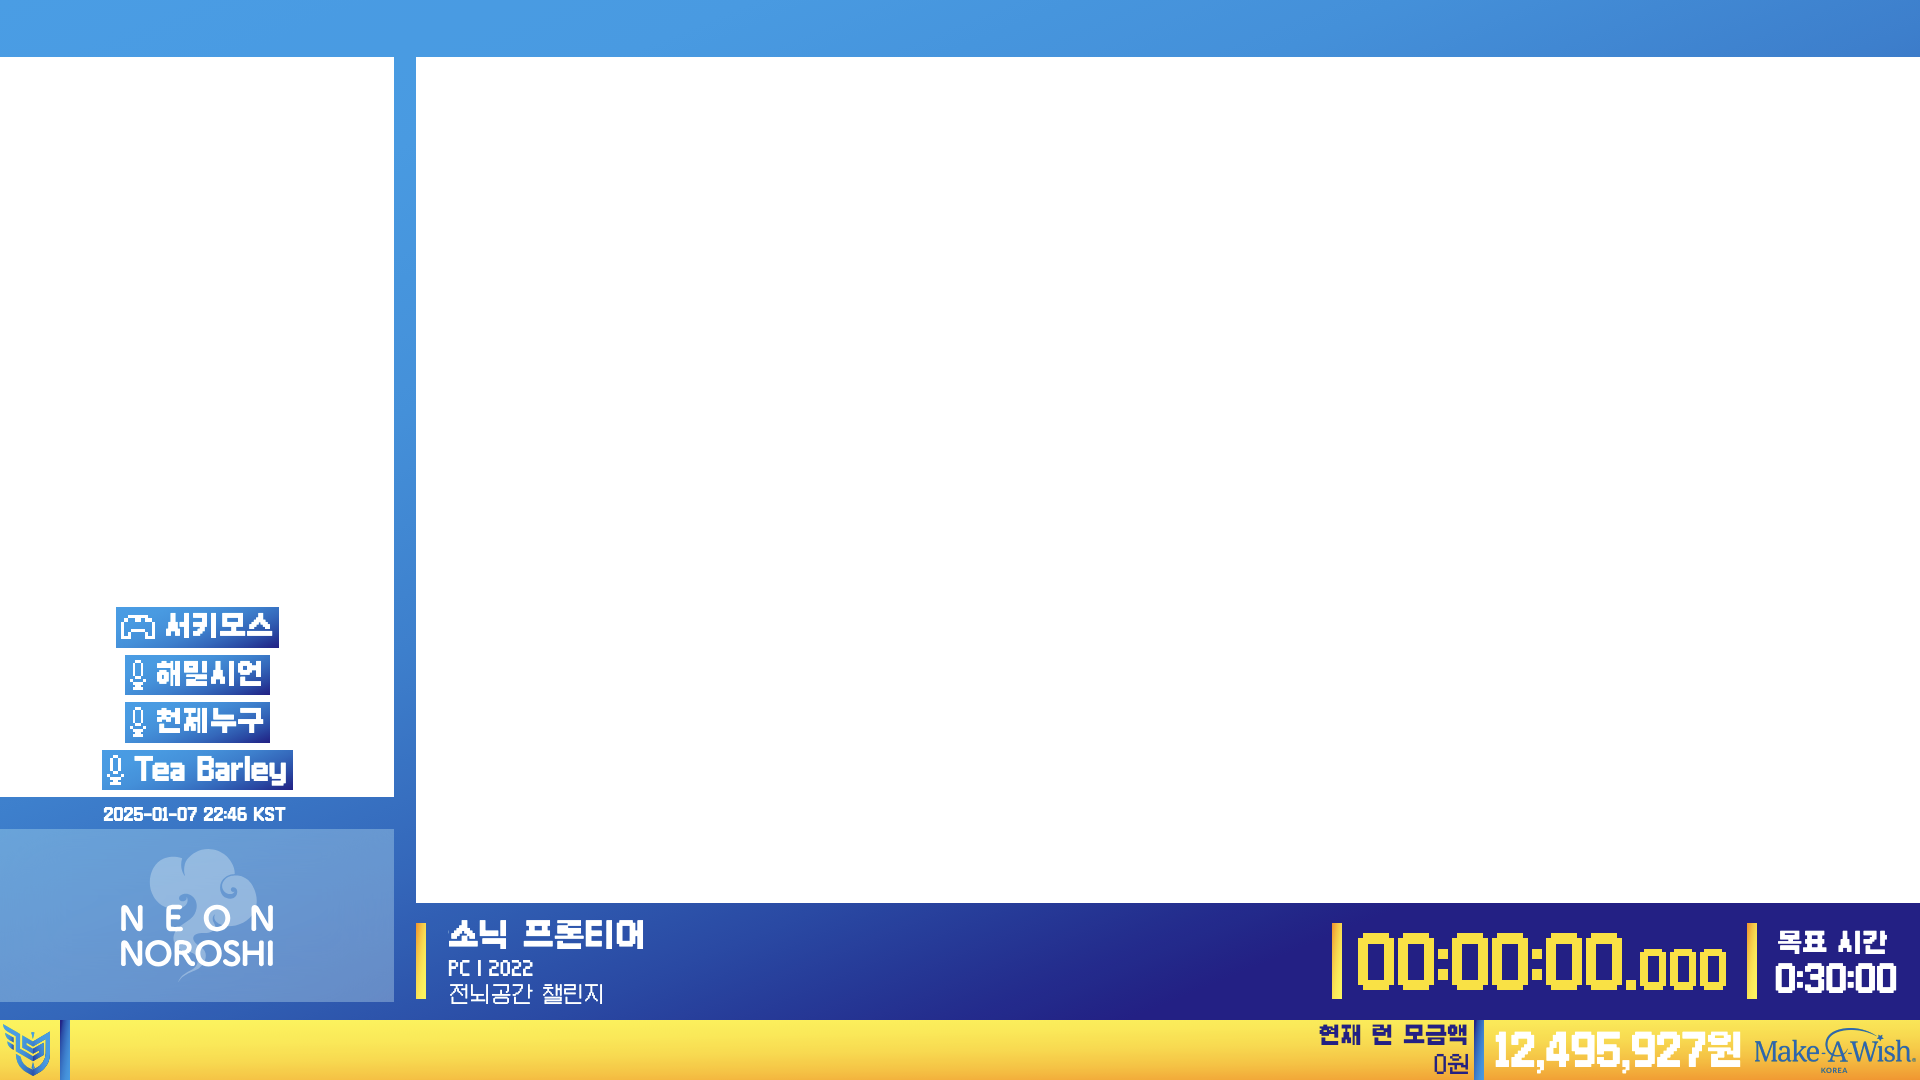 서키모스
해밀시언
천제누구
Tea Barley
2025-01-07 22:46 KST
NEON
NOROSHI
소닉 프론티어
PC | 2022
전뇌공간 챌린지
00:00:00.000
목표 시간
0:30:00
현재 런 모금액
0원
12,495,927원
Make-A-Wish®
KOREA